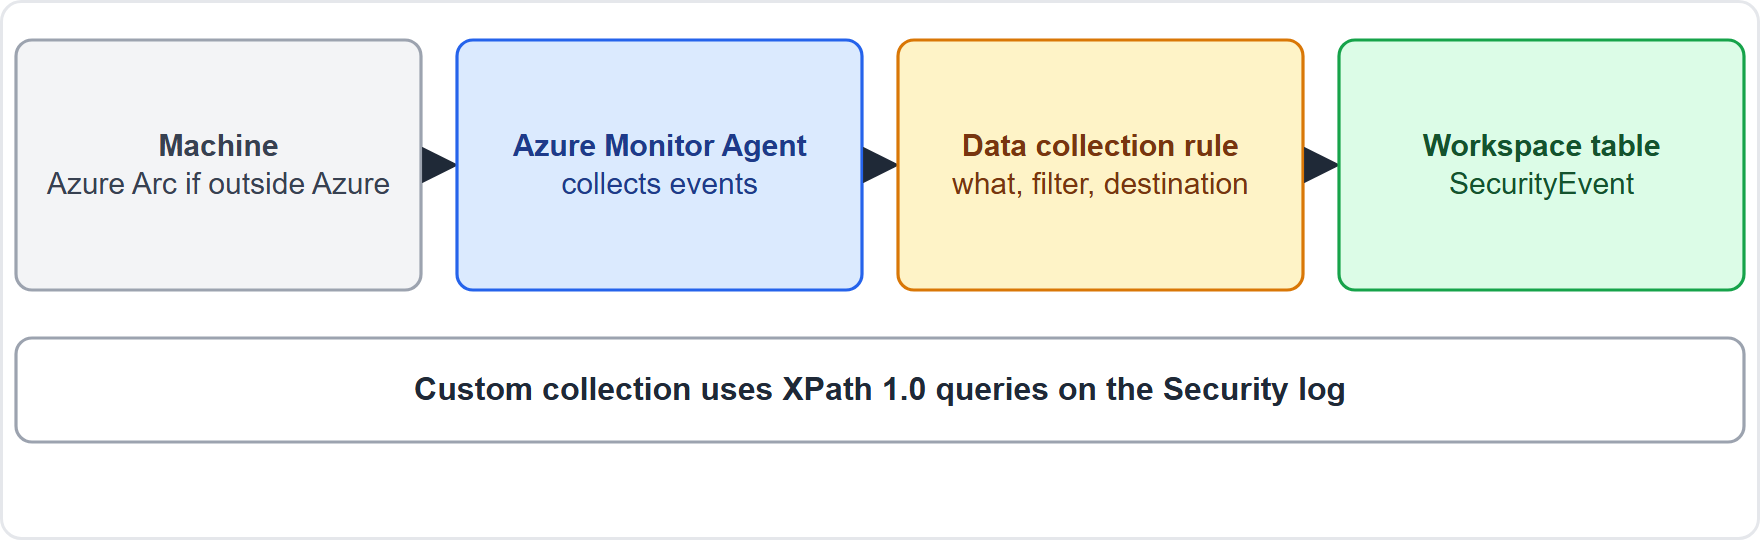 Machine
Azure Arc if outside Azure
Azure Monitor Agent
collects events
Data collection rule
what, filter, destination
Workspace table
SecurityEvent
Custom collection uses XPath 1.0 queries on the Security log